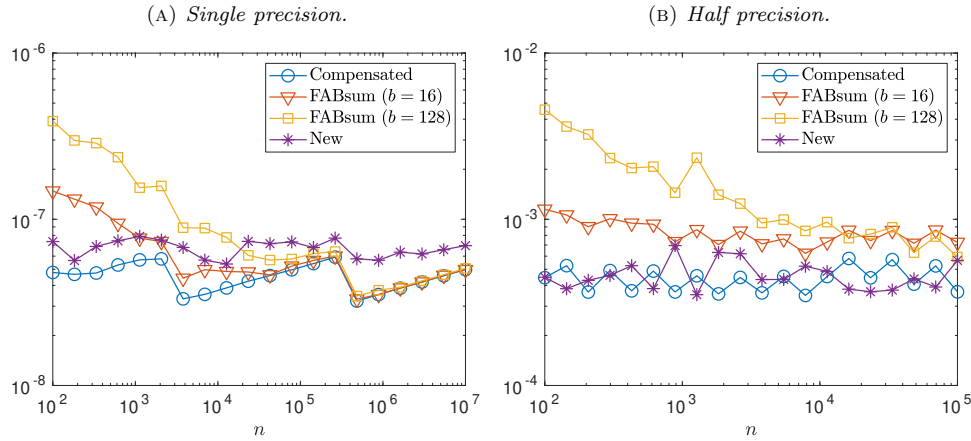 (A) Single precision.
10^-6
10^-7
10^-8
10^2 10^3 10^4 10^5 10^6 10^7
n
Compensated
FABsum (b = 16)
FABsum (b = 128)
New
(B) Half precision.
10^-2
10^-3
10^-4
10^2 10^3 10^4 10^5
n
Compensated
FABsum (b = 16)
FABsum (b = 128)
New